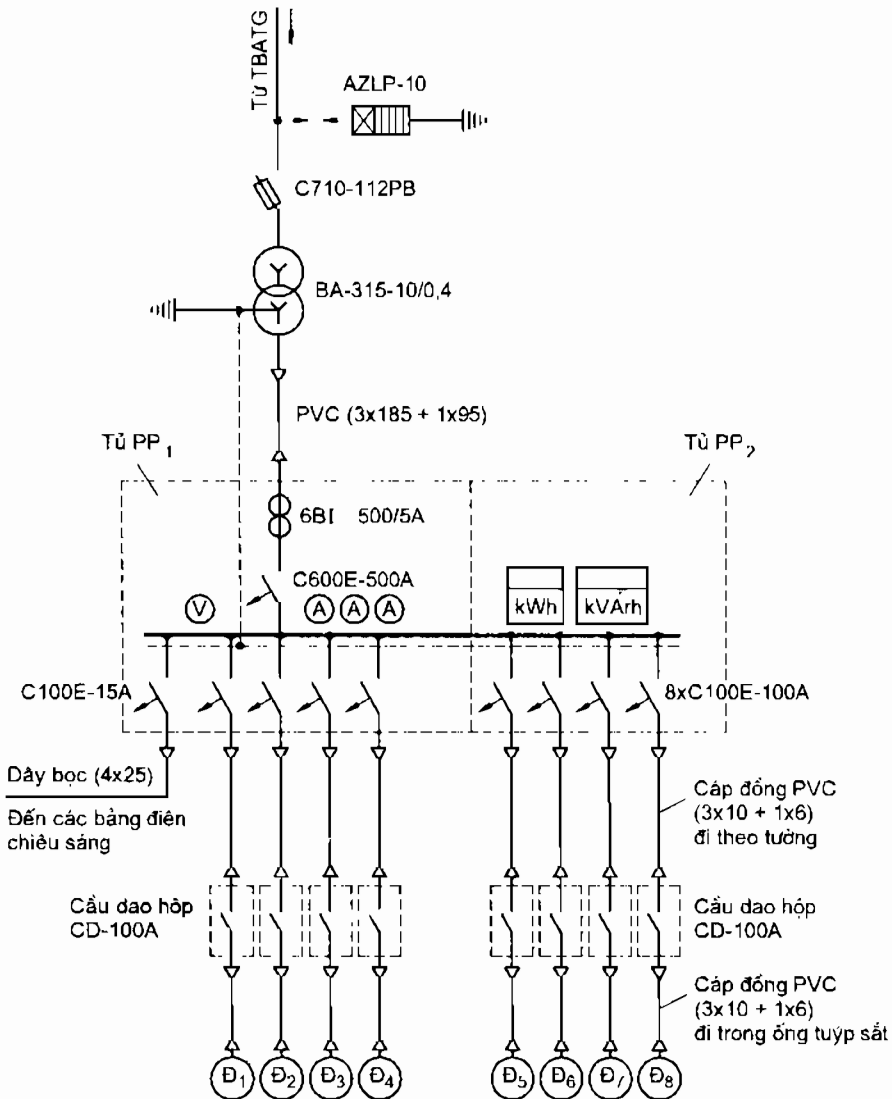 Từ TBATG
AZLP-10
C710-112PB
BA-315-10/0,4
PVC (3x185 + 1x95)
Tủ PP1
Tủ PP2
6BI 500/5A
C600E-500A
V
A A A
kWh
kVArh
C100E-15A
8xC100E-100A
Dây bọc (4x25)
Đến các bảng điện
chiếu sáng
Cáp đồng PVC
(3x10 + 1x6)
đi theo tường
Cầu dao hôp
CD-100A
Cầu dao hộp
CD-100A
Cáp đồng PVC
(3x10 + 1x6)
đi trong ống tuýp sắt
Đ1 Đ2 Đ3 Đ4 Đ5 Đ6 Đ7 Đ8